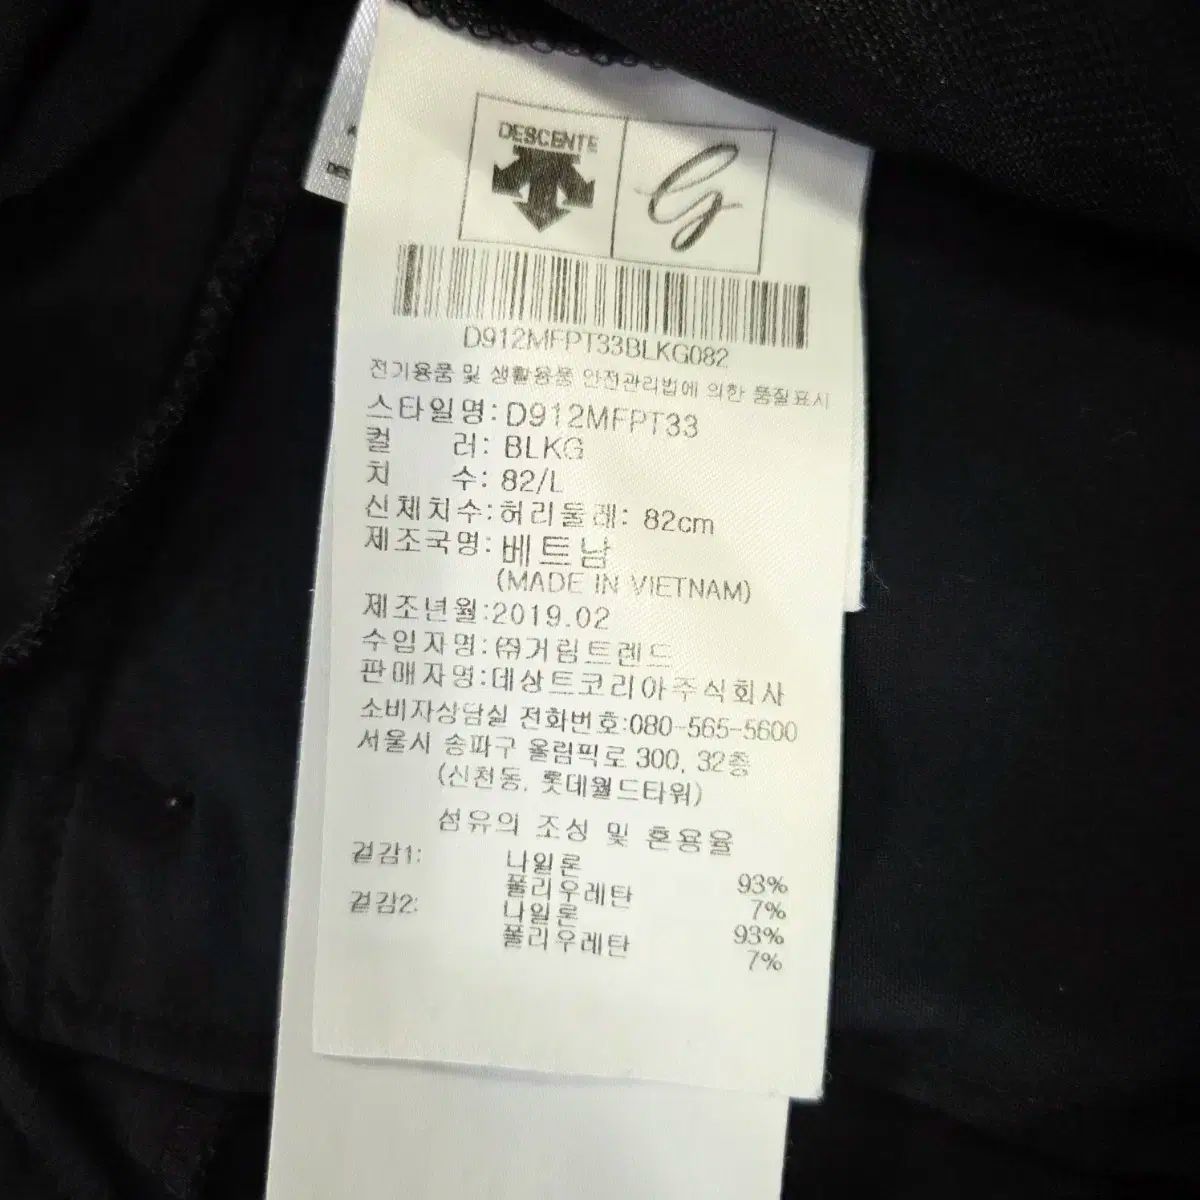 DESCENTE
G
D912MFPT33BLKG082
전기용품 및 생활용품 안전관리법에 의한 품질표시
스타일명: D912MFPT33
컬 러: BLKG
치 수: 82/L
신체치수: 허리둘레: 82cm
제조국명: 베트남
(MADE IN VIETNAM)
제조년월:2019.02
수입자명: ㈜거림트렌드
판매자명:데상트코리아주식회사
소비자상담실 전화번호:080-565-5600
서울시 송파구 올림픽로 300, 32층
(신천동, 롯데월드타워)
섬유의 조성 및 혼용율
겉감1: 나일론 93%
폴리우레탄 7%
겉감2: 나일론 93%
폴리우레탄 7%